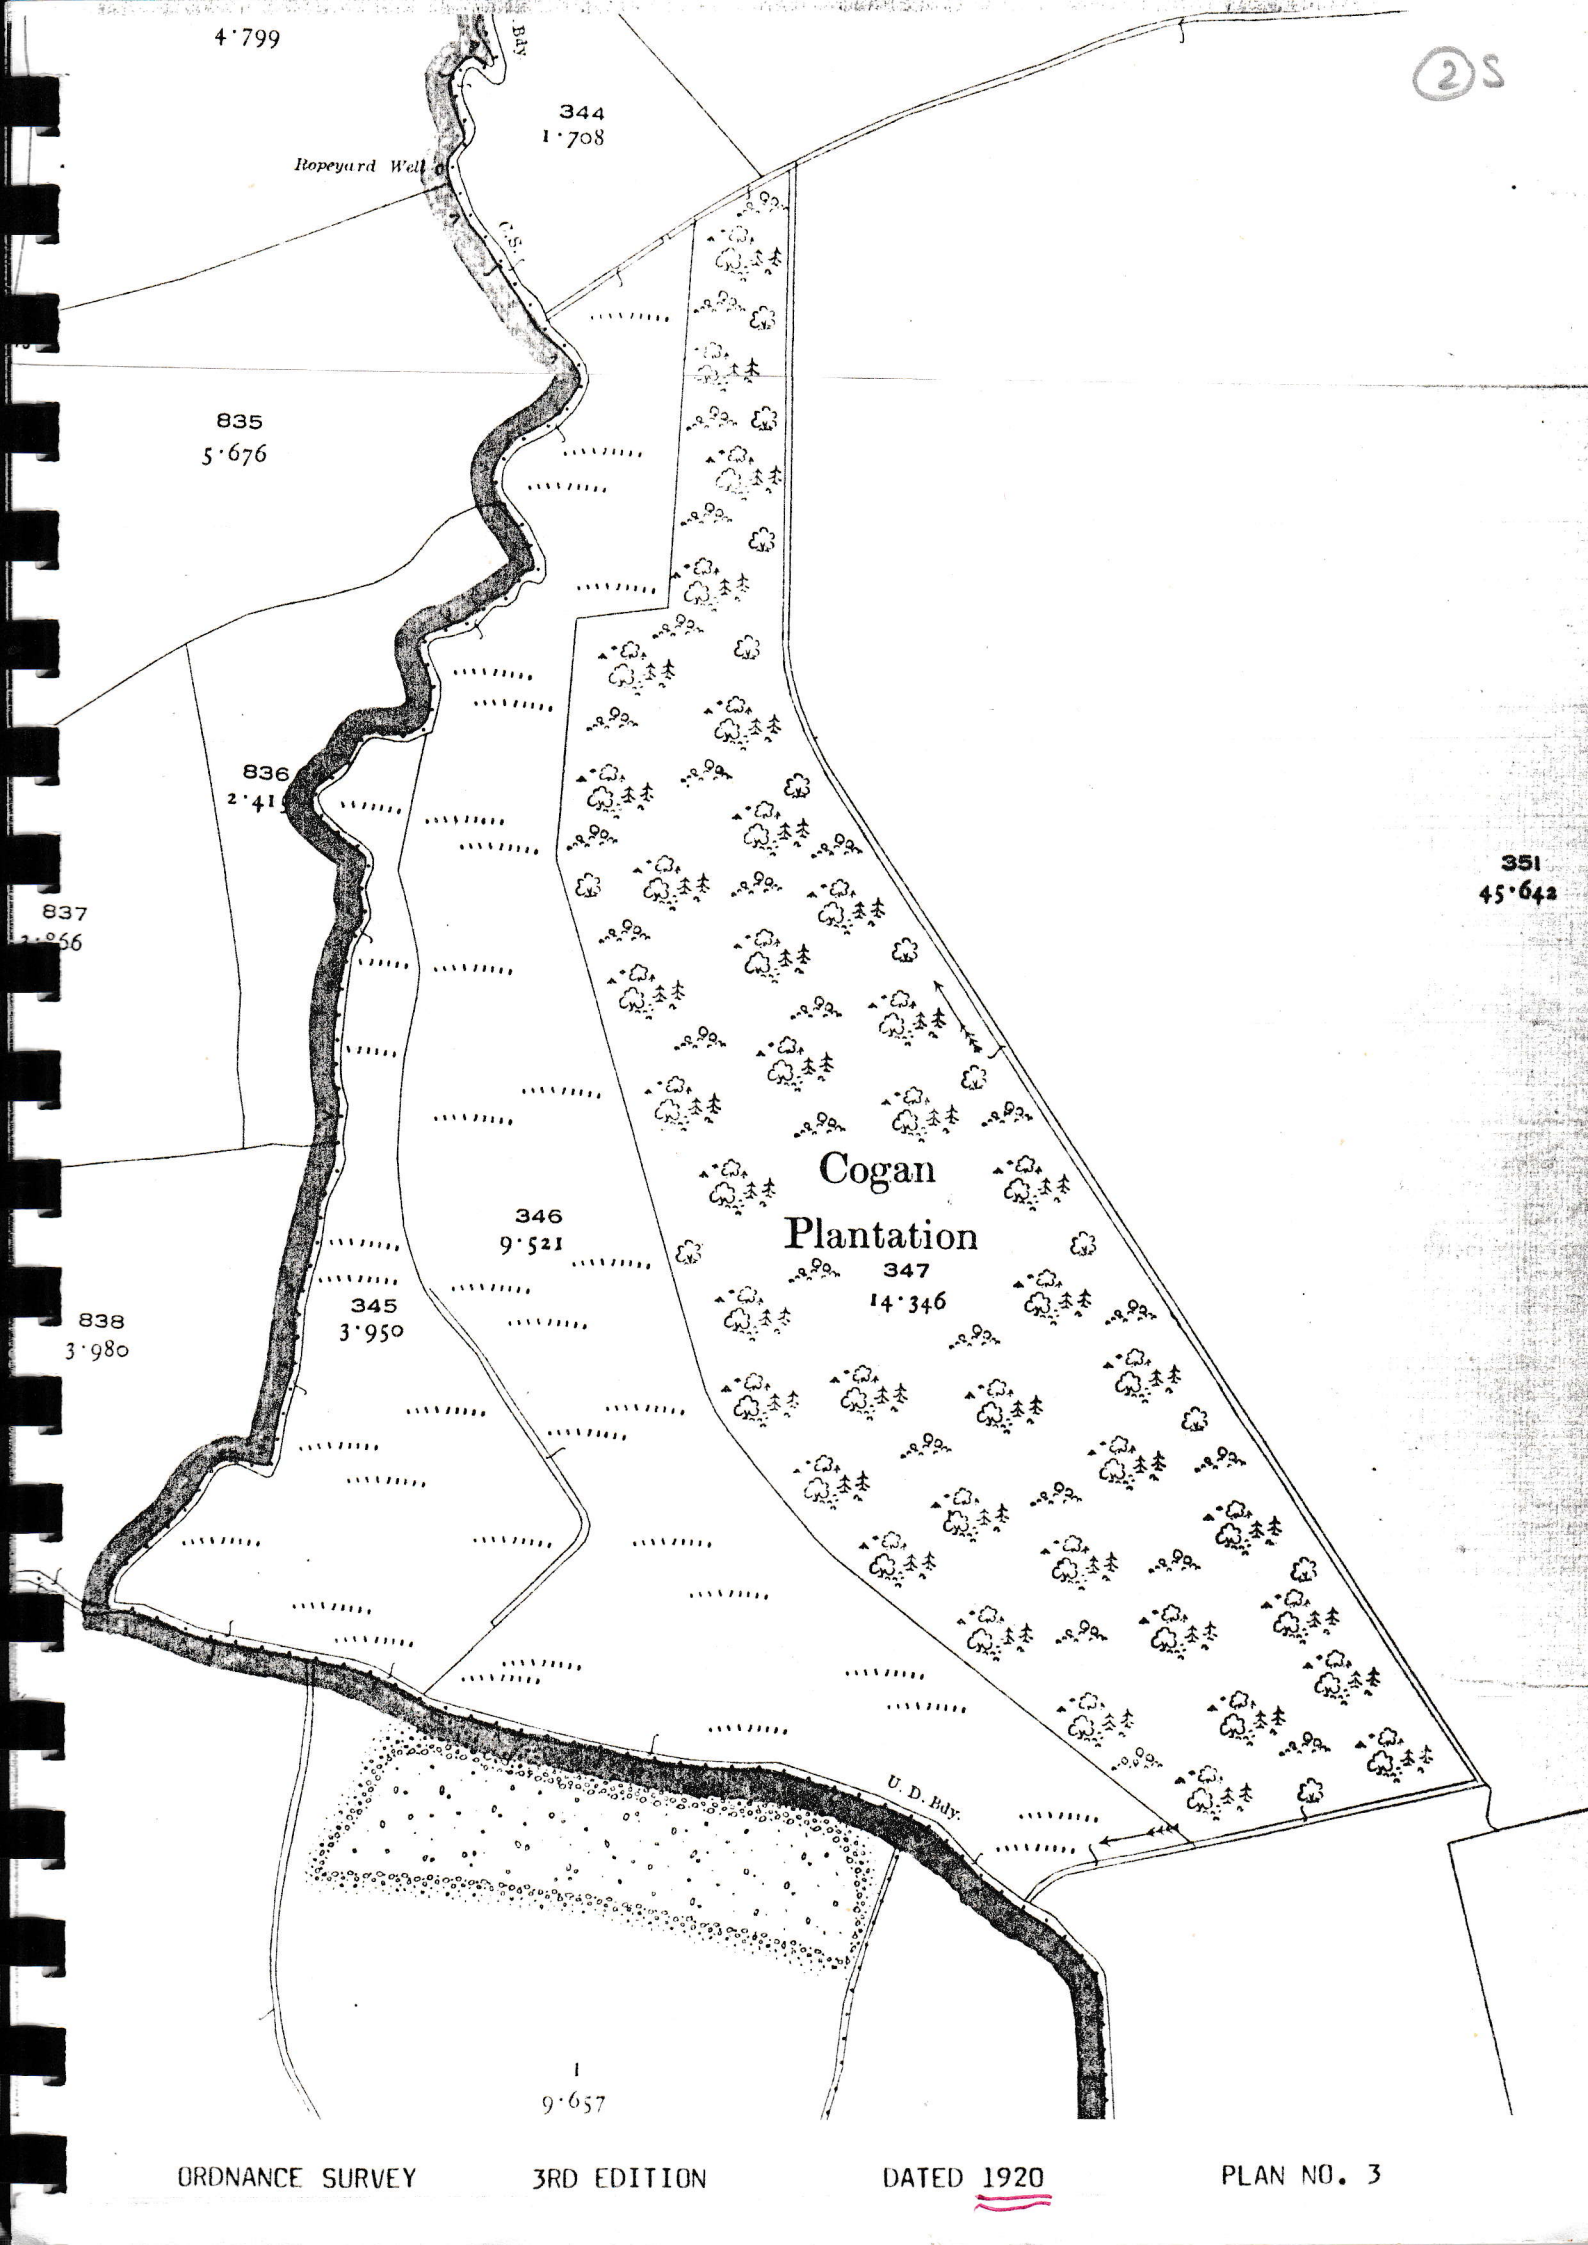 4·799
Bdy
② S
344
1·708
Ropeyard Well
C.S.
835
5·676
836
2·415
351
45·642
837
Cogan
Plantation
347
14·346
346
9·521
345
3·950
838
3·980
U. D. Bdy.
1
9·657
ORDNANCE SURVEY 3RD EDITION DATED 1920 PLAN NO. 3